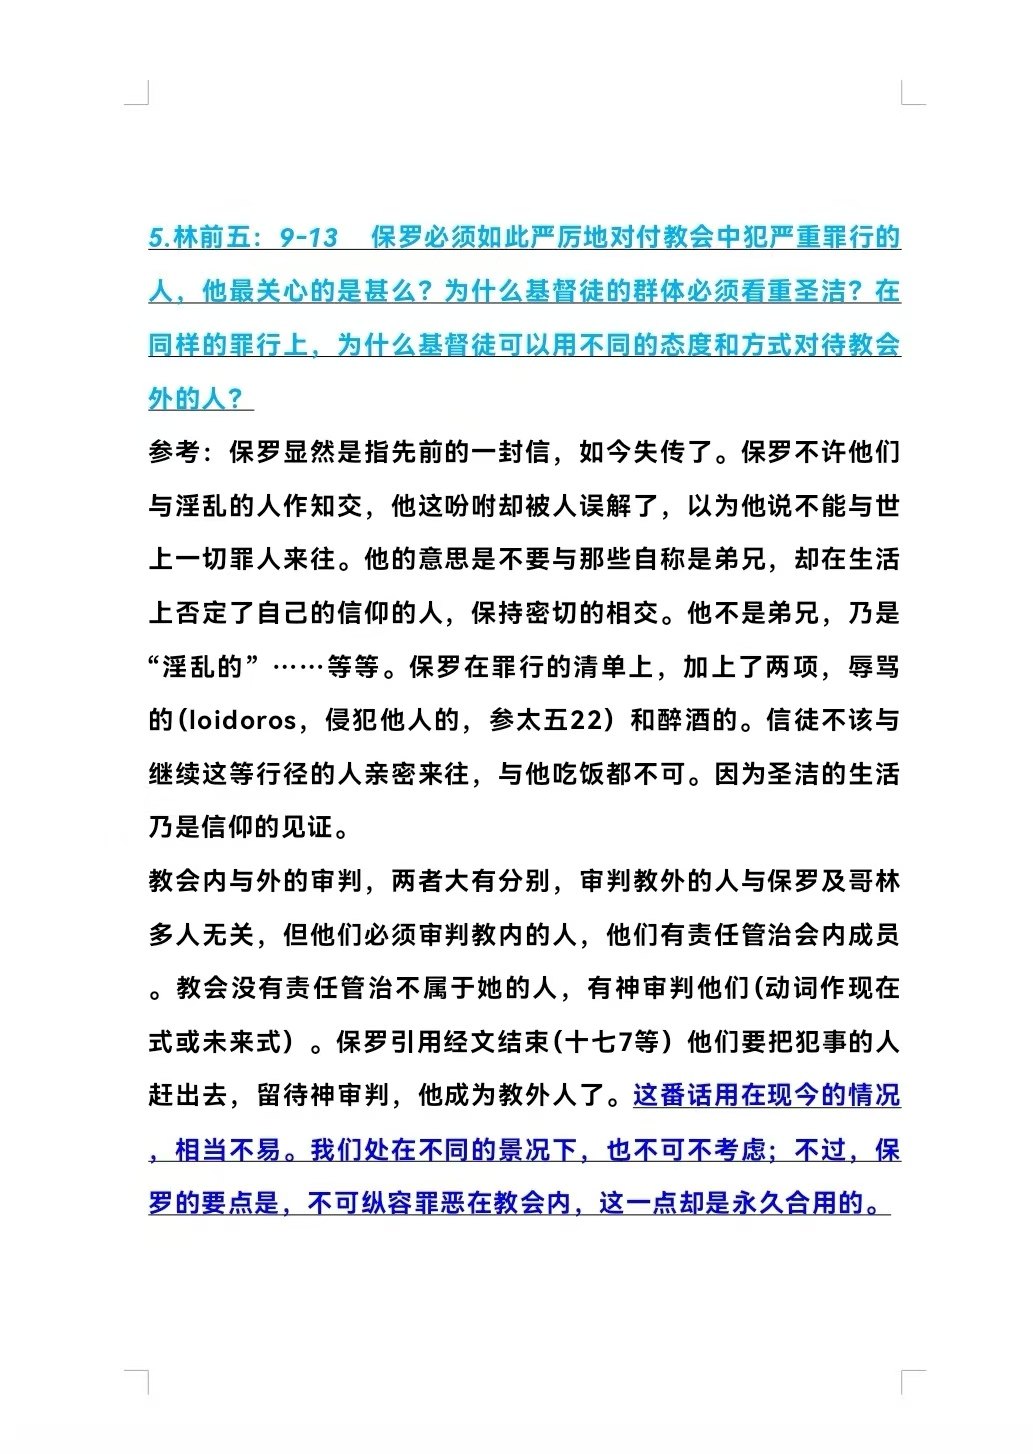 5.林前五：9-13 保罗必须如此严厉地对付教会中犯严重罪行的
人，他最关心的是甚么？为什么基督徒的群体必须看重圣洁？在
同样的罪行上，为什么基督徒可以用不同的态度和方式对待教会
外的人？
参考：保罗显然是指先前的一封信，如今失传了。保罗不许他们
与淫乱的人作知交，他这吩咐却被人误解了，以为他说不能与世
上一切罪人来往。他的意思是不要与那些自称是弟兄，却在生活
上否定了自己的信仰的人，保持密切的相交。他不是弟兄，乃是
“淫乱的”……等等。保罗在罪行的清单上，加上了两项，辱骂
的(loidoros，侵犯他人的，参太五22）和醉酒的。信徒不该与
继续这等行径的人亲密来往，与他吃饭都不可。因为圣洁的生活
乃是信仰的见证。
教会内与外的审判，两者大有分别，审判教外的人与保罗及哥林
多人无关，但他们必须审判教内的人，他们有责任管治会内成员
。教会没有责任管治不属于她的人，有神审判他们(动词作现在
式或未来式）。保罗引用经文结束(十七7等）他们要把犯事的人
赶出去，留待神审判，他成为教外人了。这番话用在现今的情况
，相当不易。我们处在不同的景况下，也不可不考虑；不过，保
罗的要点是，不可纵容罪恶在教会内，这一点却是永久合用的。